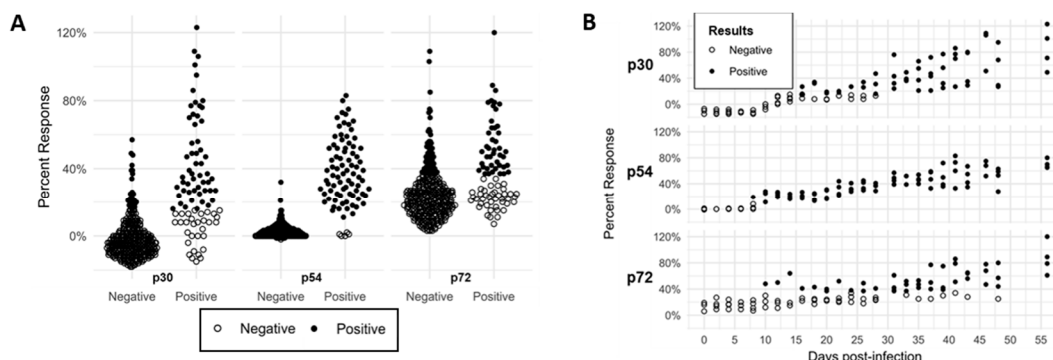 A
Percent Response
120%
80%
40%
0%
p30
p54
p72
Negative
Positive
Negative
Positive
Negative
Positive
Negative
Positive
B
Percent Response
Results
Negative
Positive
p30
120%
80%
40%
0%
p54
120%
80%
40%
0%
p72
120%
80%
40%
0%
0 5 10 15 20 25 30 35 40 45 50 55
Days post-infection